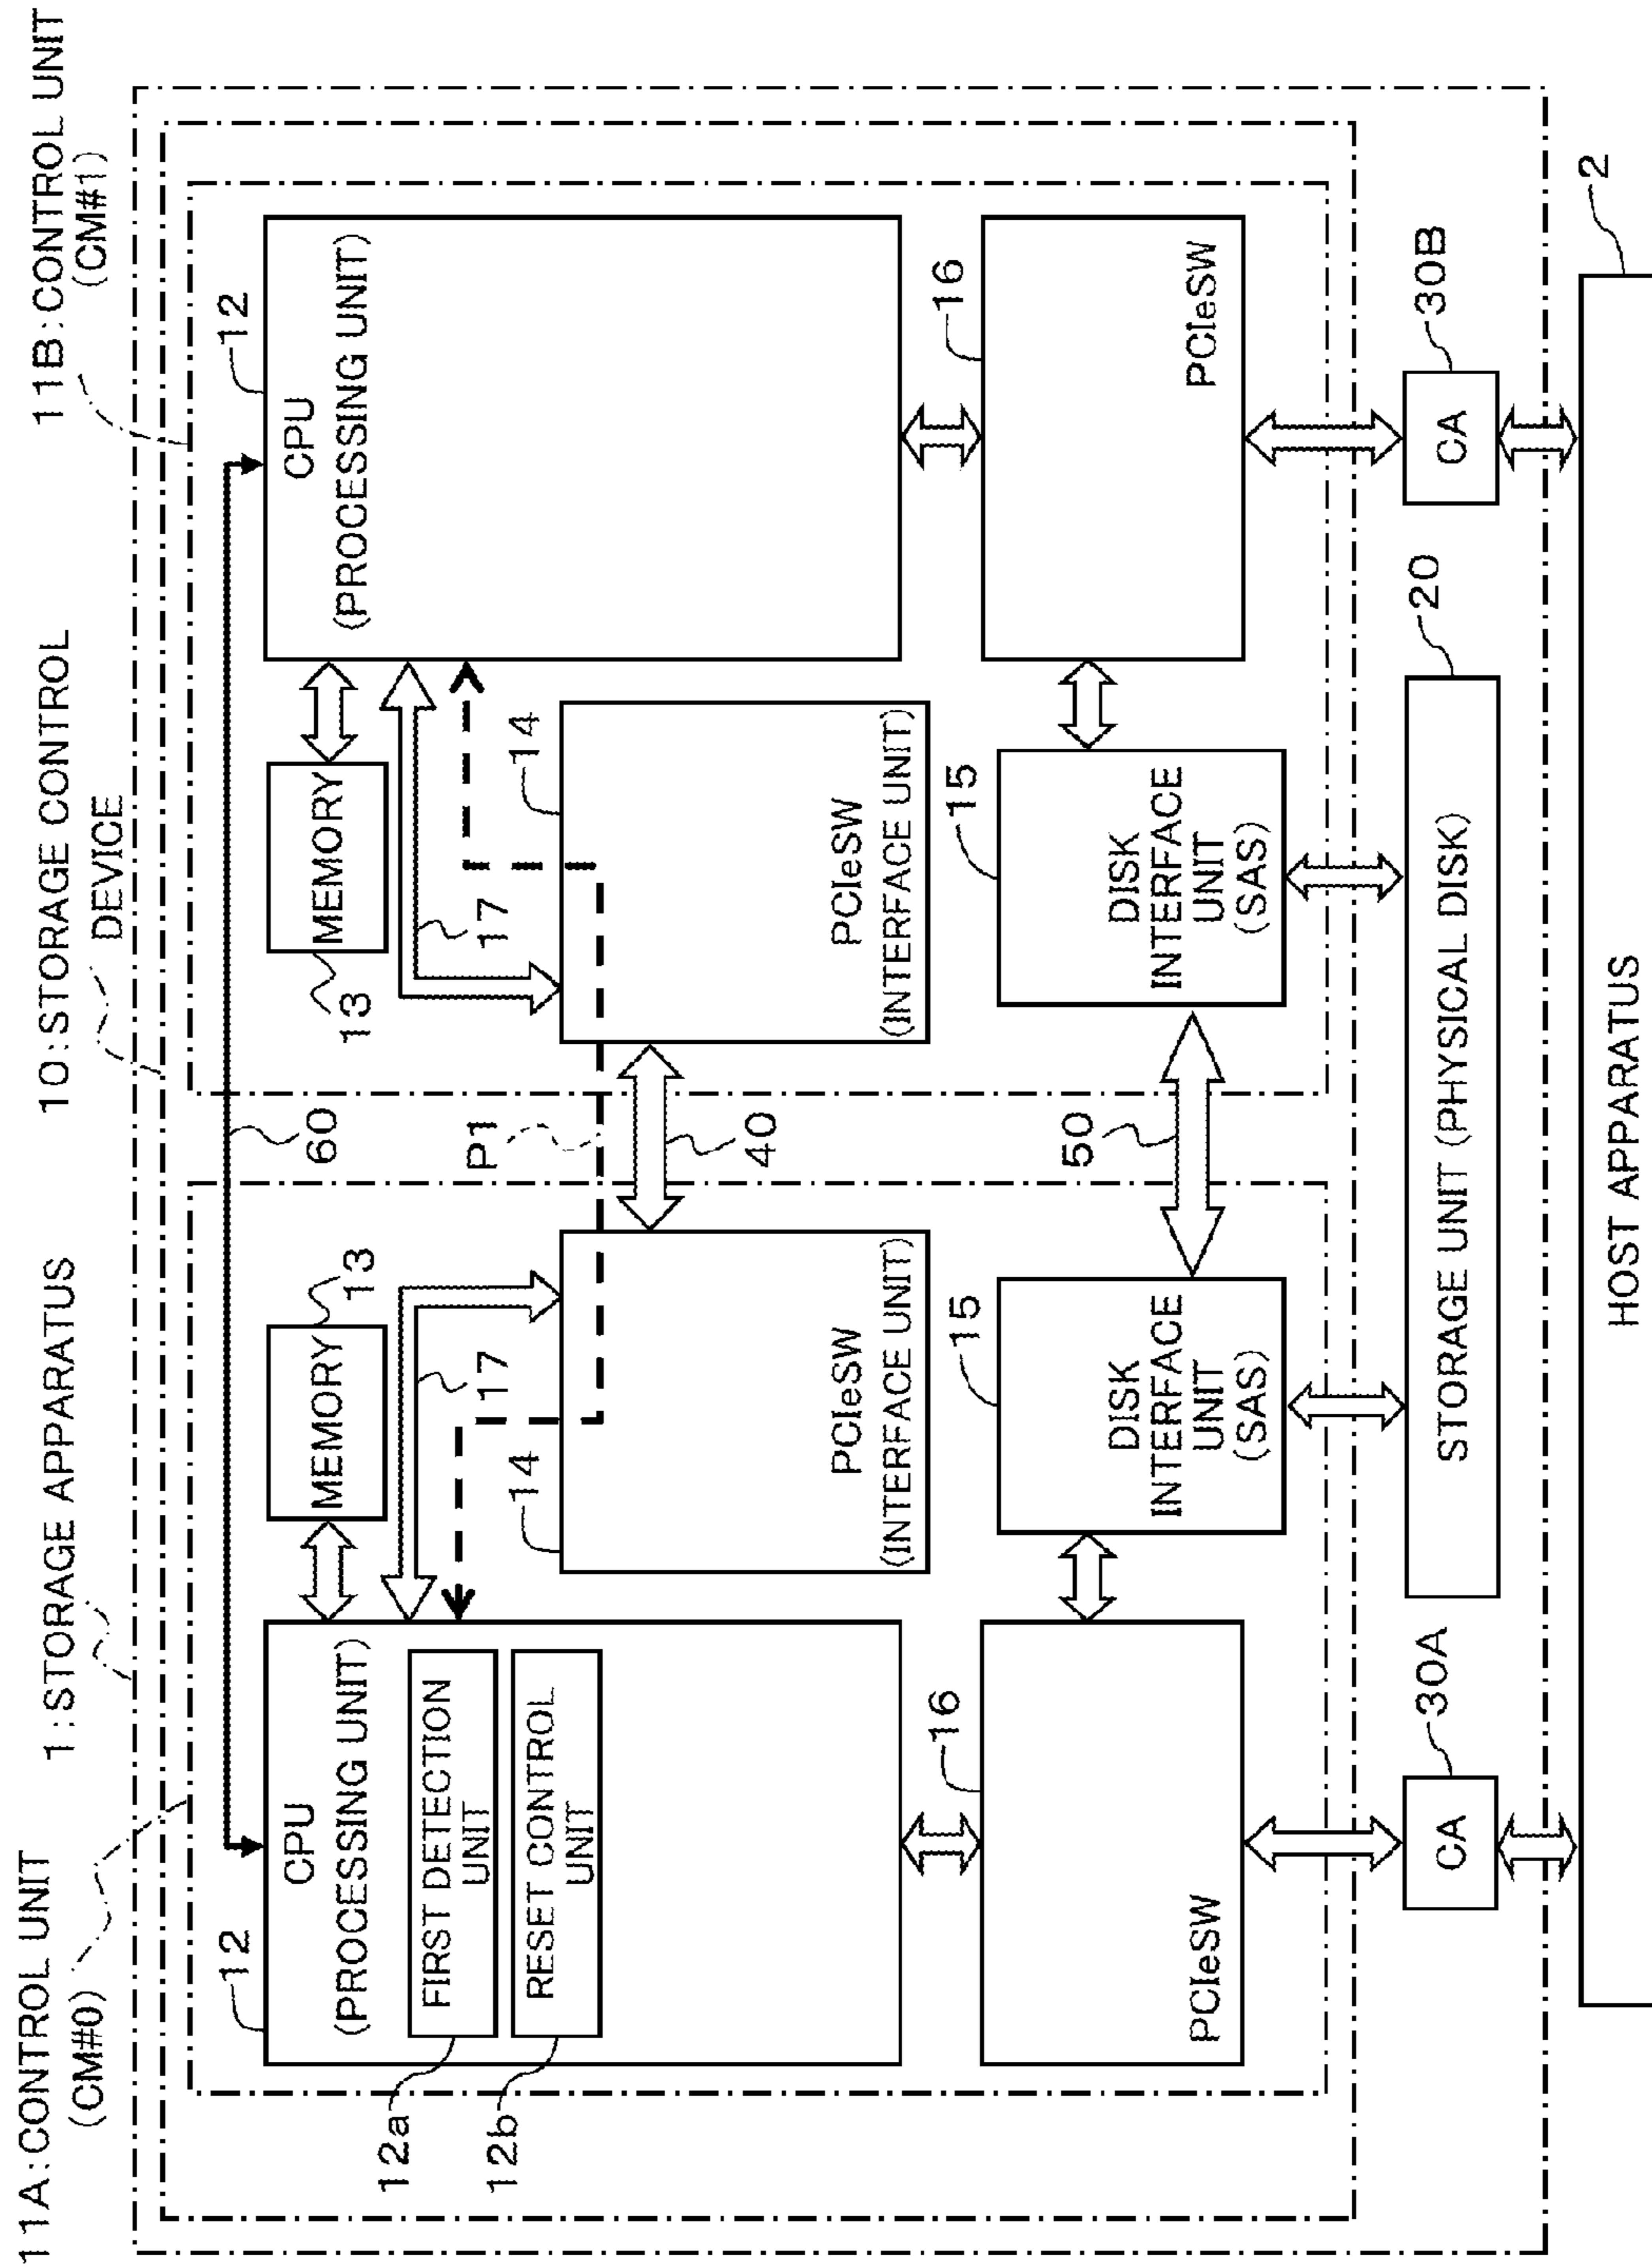 11A:CONTROL UNIT
(CM#0)
1:STORAGE APPARATUS
10:STORAGE CONTROL
DEVICE
11B:CONTROL UNIT
(CM#1)
12
CPU
(PROCESSING UNIT)
12a
FIRST DETECTION
UNIT
12b
RESET CONTROL
UNIT
MEMORY
13
17
14
PCIeSW
(INTERFACE UNIT)
60
P1
40
50
MEMORY
13
17
14
PCIeSW
(INTERFACE UNIT)
12
CPU
(PROCESSING UNIT)
16
PCIeSW
15
DISK
INTERFACE
UNIT
(SAS)
15
DISK
INTERFACE
UNIT
(SAS)
16
PCIeSW
30A
CA
20
STORAGE UNIT (PHYSICAL DISK)
30B
CA
2
HOST APPARATUS